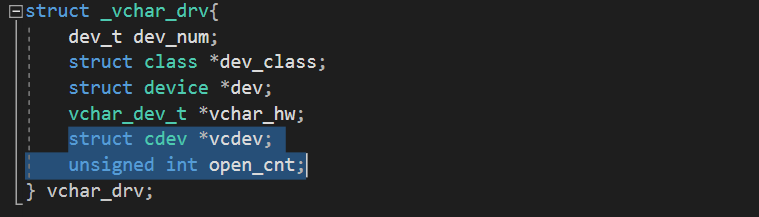 struct _vchar_drv{
dev_t dev_num;
struct class *dev_class;
struct device *dev;
vchar_dev_t *vchar_hw;
struct cdev *vcdev;
unsigned int open_cnt;
} vchar_drv;